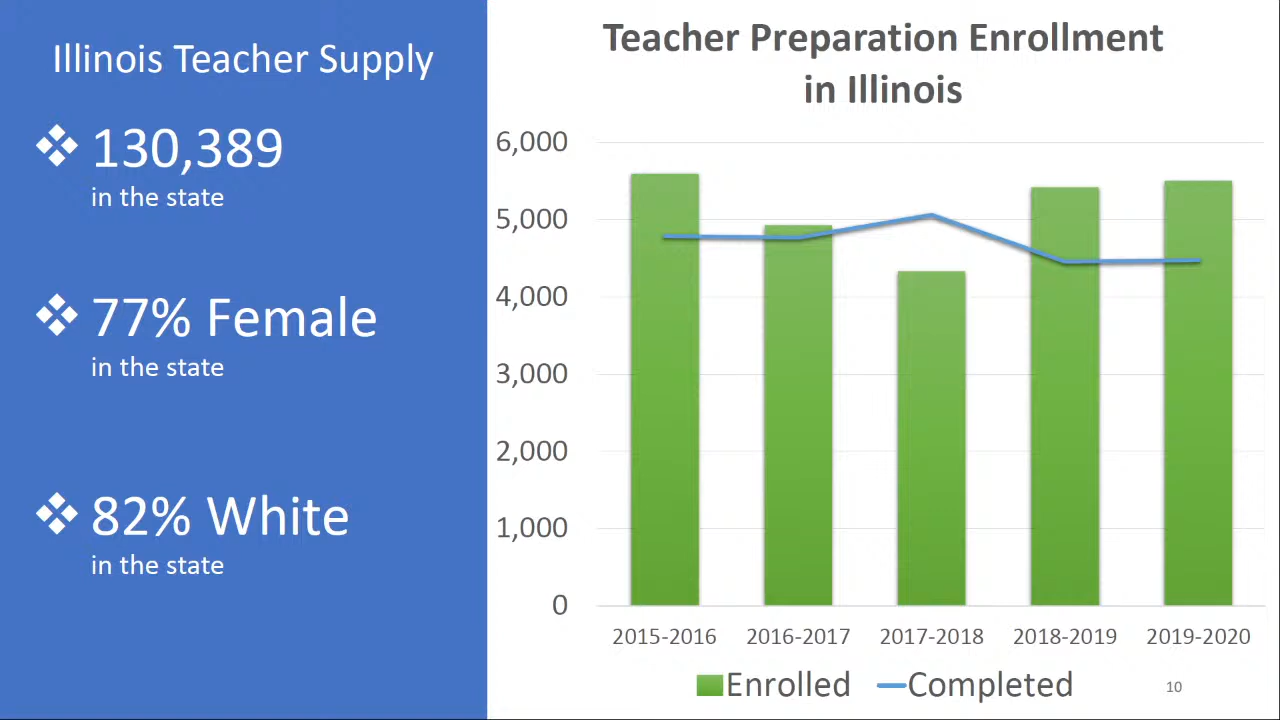 Illinois Teacher Supply
130,389
in the state
77% Female
in the state
82% White
in the state
Teacher Preparation Enrollment
in Illinois
6,000
5,000
4,000
3,000
2,000
1,000
0
2015-2016 2016-2017 2017-2018 2018-2019 2019-2020
Enrolled Completed
10